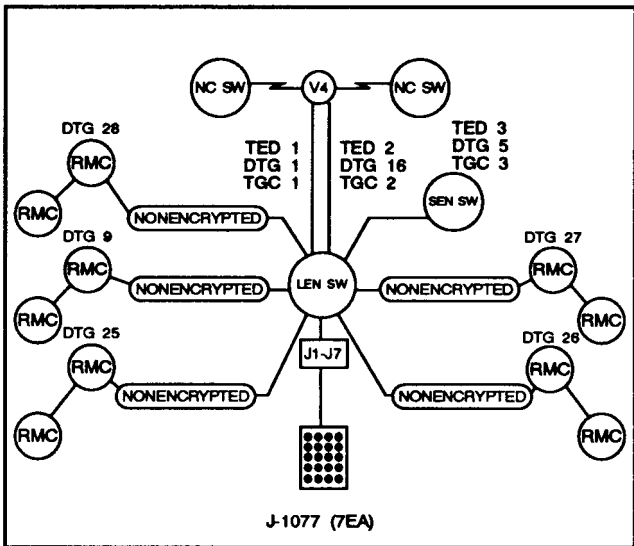 NC SW
V4
NC SW
TED 1
DTG 1
TGC 1
TED 2
DTG 16
TGC 2
TED 3
DTG 5
TGC 3
SEN SW
DTG 28
RMC
RMC
NONENCRYPTED
DTG 9
RMC
RMC
NONENCRYPTED
LEN SW
DTG 27
NONENCRYPTED
RMC
RMC
DTG 25
RMC
RMC
NONENCRYPTED
J1-J7
DTG 26
RMC
NONENCRYPTED
RMC
J-1077 (7EA)